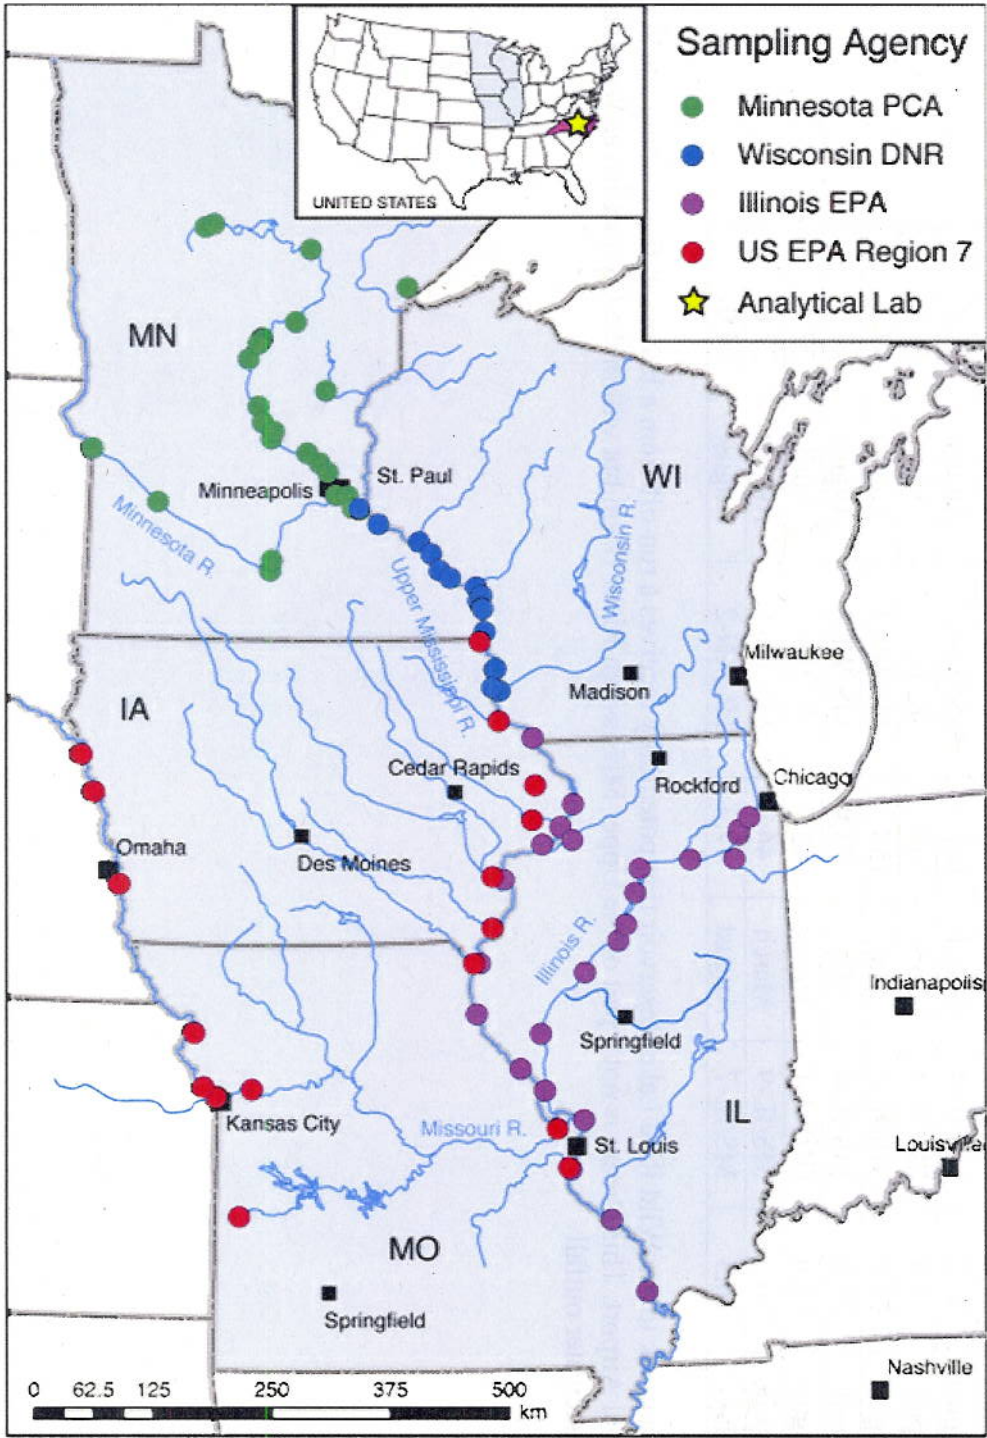 Sampling Agency
Minnesota PCA
Wisconsin DNR
Illinois EPA
US EPA Region 7
Analytical Lab
UNITED STATES
MN
St. Paul
WI
Minneapolis
Minnesota R.
Wisconsin R.
Upper Mississippi R.
Milwaukee
Madison
IA
Cedar Rapids
Rockford
Chicago
Omaha
Des Moines
Illinois R.
Indianapolis
Springfield
IL
Kansas City
Missouri R.
St. Louis
Louisville
MO
Springfield
Nashville
0 62.5 125 250 375 500
km